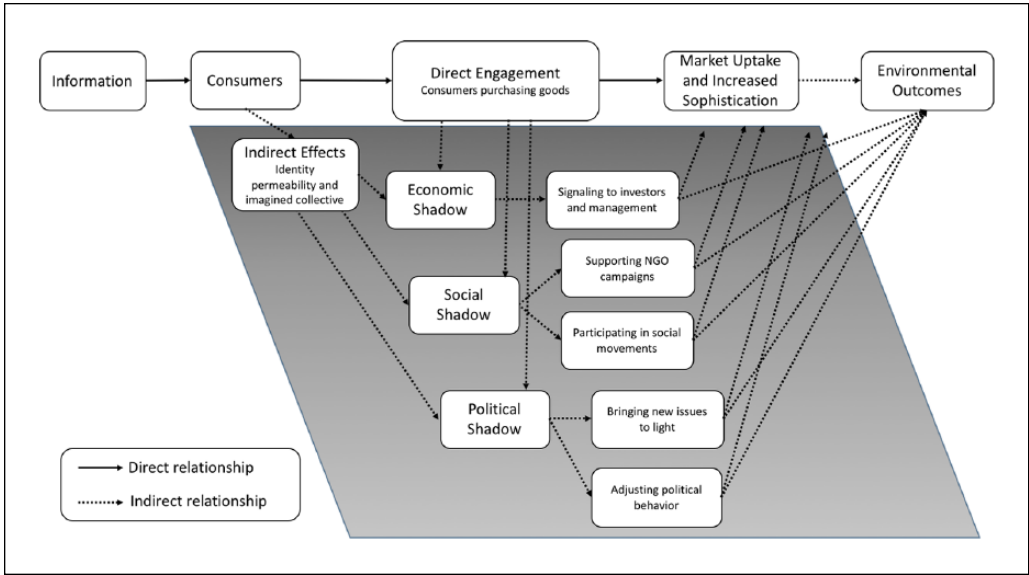 Information
Consumers
Direct Engagement
Consumers purchasing goods
Market Uptake
and Increased
Sophistication
Environmental
Outcomes
Indirect Effects
Identity
permeability and
imagined collective
Economic
Shadow
Signaling to investors
and management
Supporting NGO
campaigns
Social
Shadow
Participating in social
movements
Political
Shadow
Bringing new issues
to light
Adjusting political
behavior
Direct relationship
Indirect relationship